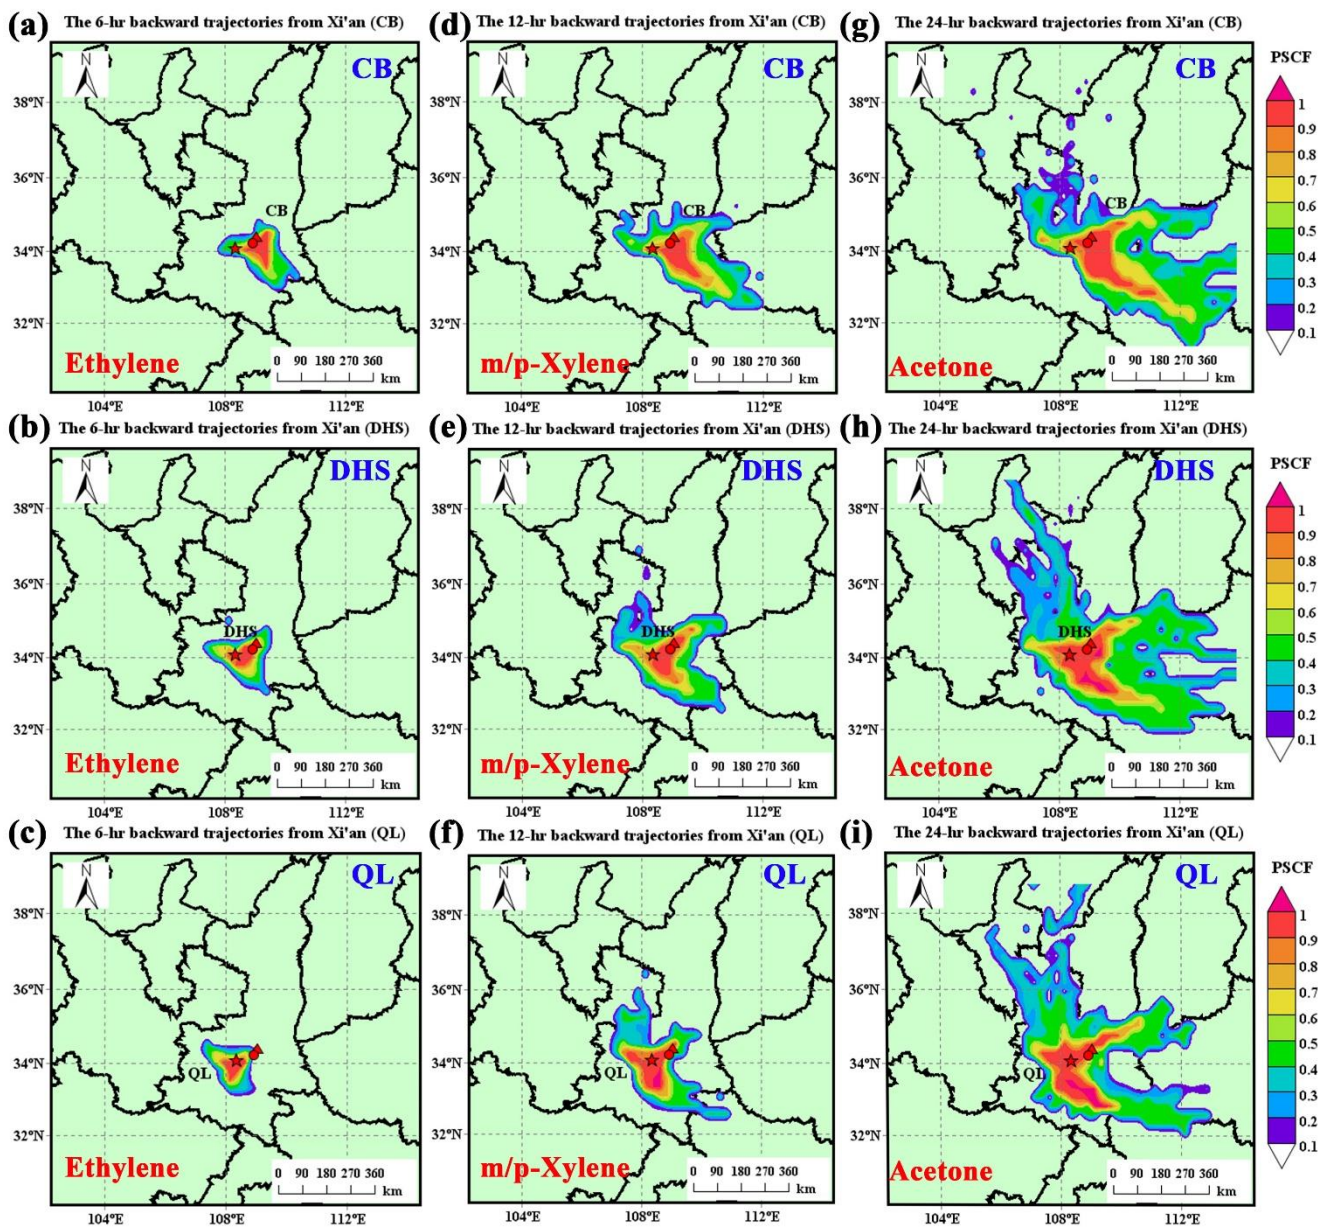 (a) The 6-hr backward trajectories from Xi'an (CB)
N
CB
38°N
36°N
34°N
32°N
CB
Ethylene
0 90 180 270 360
km
104°E 108°E 112°E
(d) The 12-hr backward trajectories from Xi'an (CB)
N
CB
38°N
36°N
34°N
32°N
CB
m/p-Xylene
0 90 180 270 360
km
104°E 108°E 112°E
(g) The 24-hr backward trajectories from Xi'an (CB)
N
CB
38°N
36°N
34°N
32°N
CB
Acetone
0 90 180 270 360
km
104°E 108°E 112°E
PSCF
1
0.9
0.8
0.7
0.6
0.5
0.4
0.3
0.2
0.1
(b) The 6-hr backward trajectories from Xi'an (DHS)
N
DHS
38°N
36°N
34°N
32°N
DHS
Ethylene
0 90 180 270 360
km
104°E 108°E 112°E
(e) The 12-hr backward trajectories from Xi'an (DHS)
N
DHS
38°N
36°N
34°N
32°N
DHS
m/p-Xylene
0 90 180 270 360
km
104°E 108°E 112°E
(h) The 24-hr backward trajectories from Xi'an (DHS)
N
DHS
38°N
36°N
34°N
32°N
DHS
Acetone
0 90 180 270 360
km
104°E 108°E 112°E
PSCF
1
0.9
0.8
0.7
0.6
0.5
0.4
0.3
0.2
0.1
(c) The 6-hr backward trajectories from Xi'an (QL)
N
QL
38°N
36°N
34°N
32°N
QL
Ethylene
0 90 180 270 360
km
104°E 108°E 112°E
(f) The 12-hr backward trajectories from Xi'an (QL)
N
QL
38°N
36°N
34°N
32°N
QL
m/p-Xylene
0 90 180 270 360
km
104°E 108°E 112°E
(i) The 24-hr backward trajectories from Xi'an (QL)
N
QL
38°N
36°N
34°N
32°N
QL
Acetone
0 90 180 270 360
km
104°E 108°E 112°E
PSCF
1
0.9
0.8
0.7
0.6
0.5
0.4
0.3
0.2
0.1